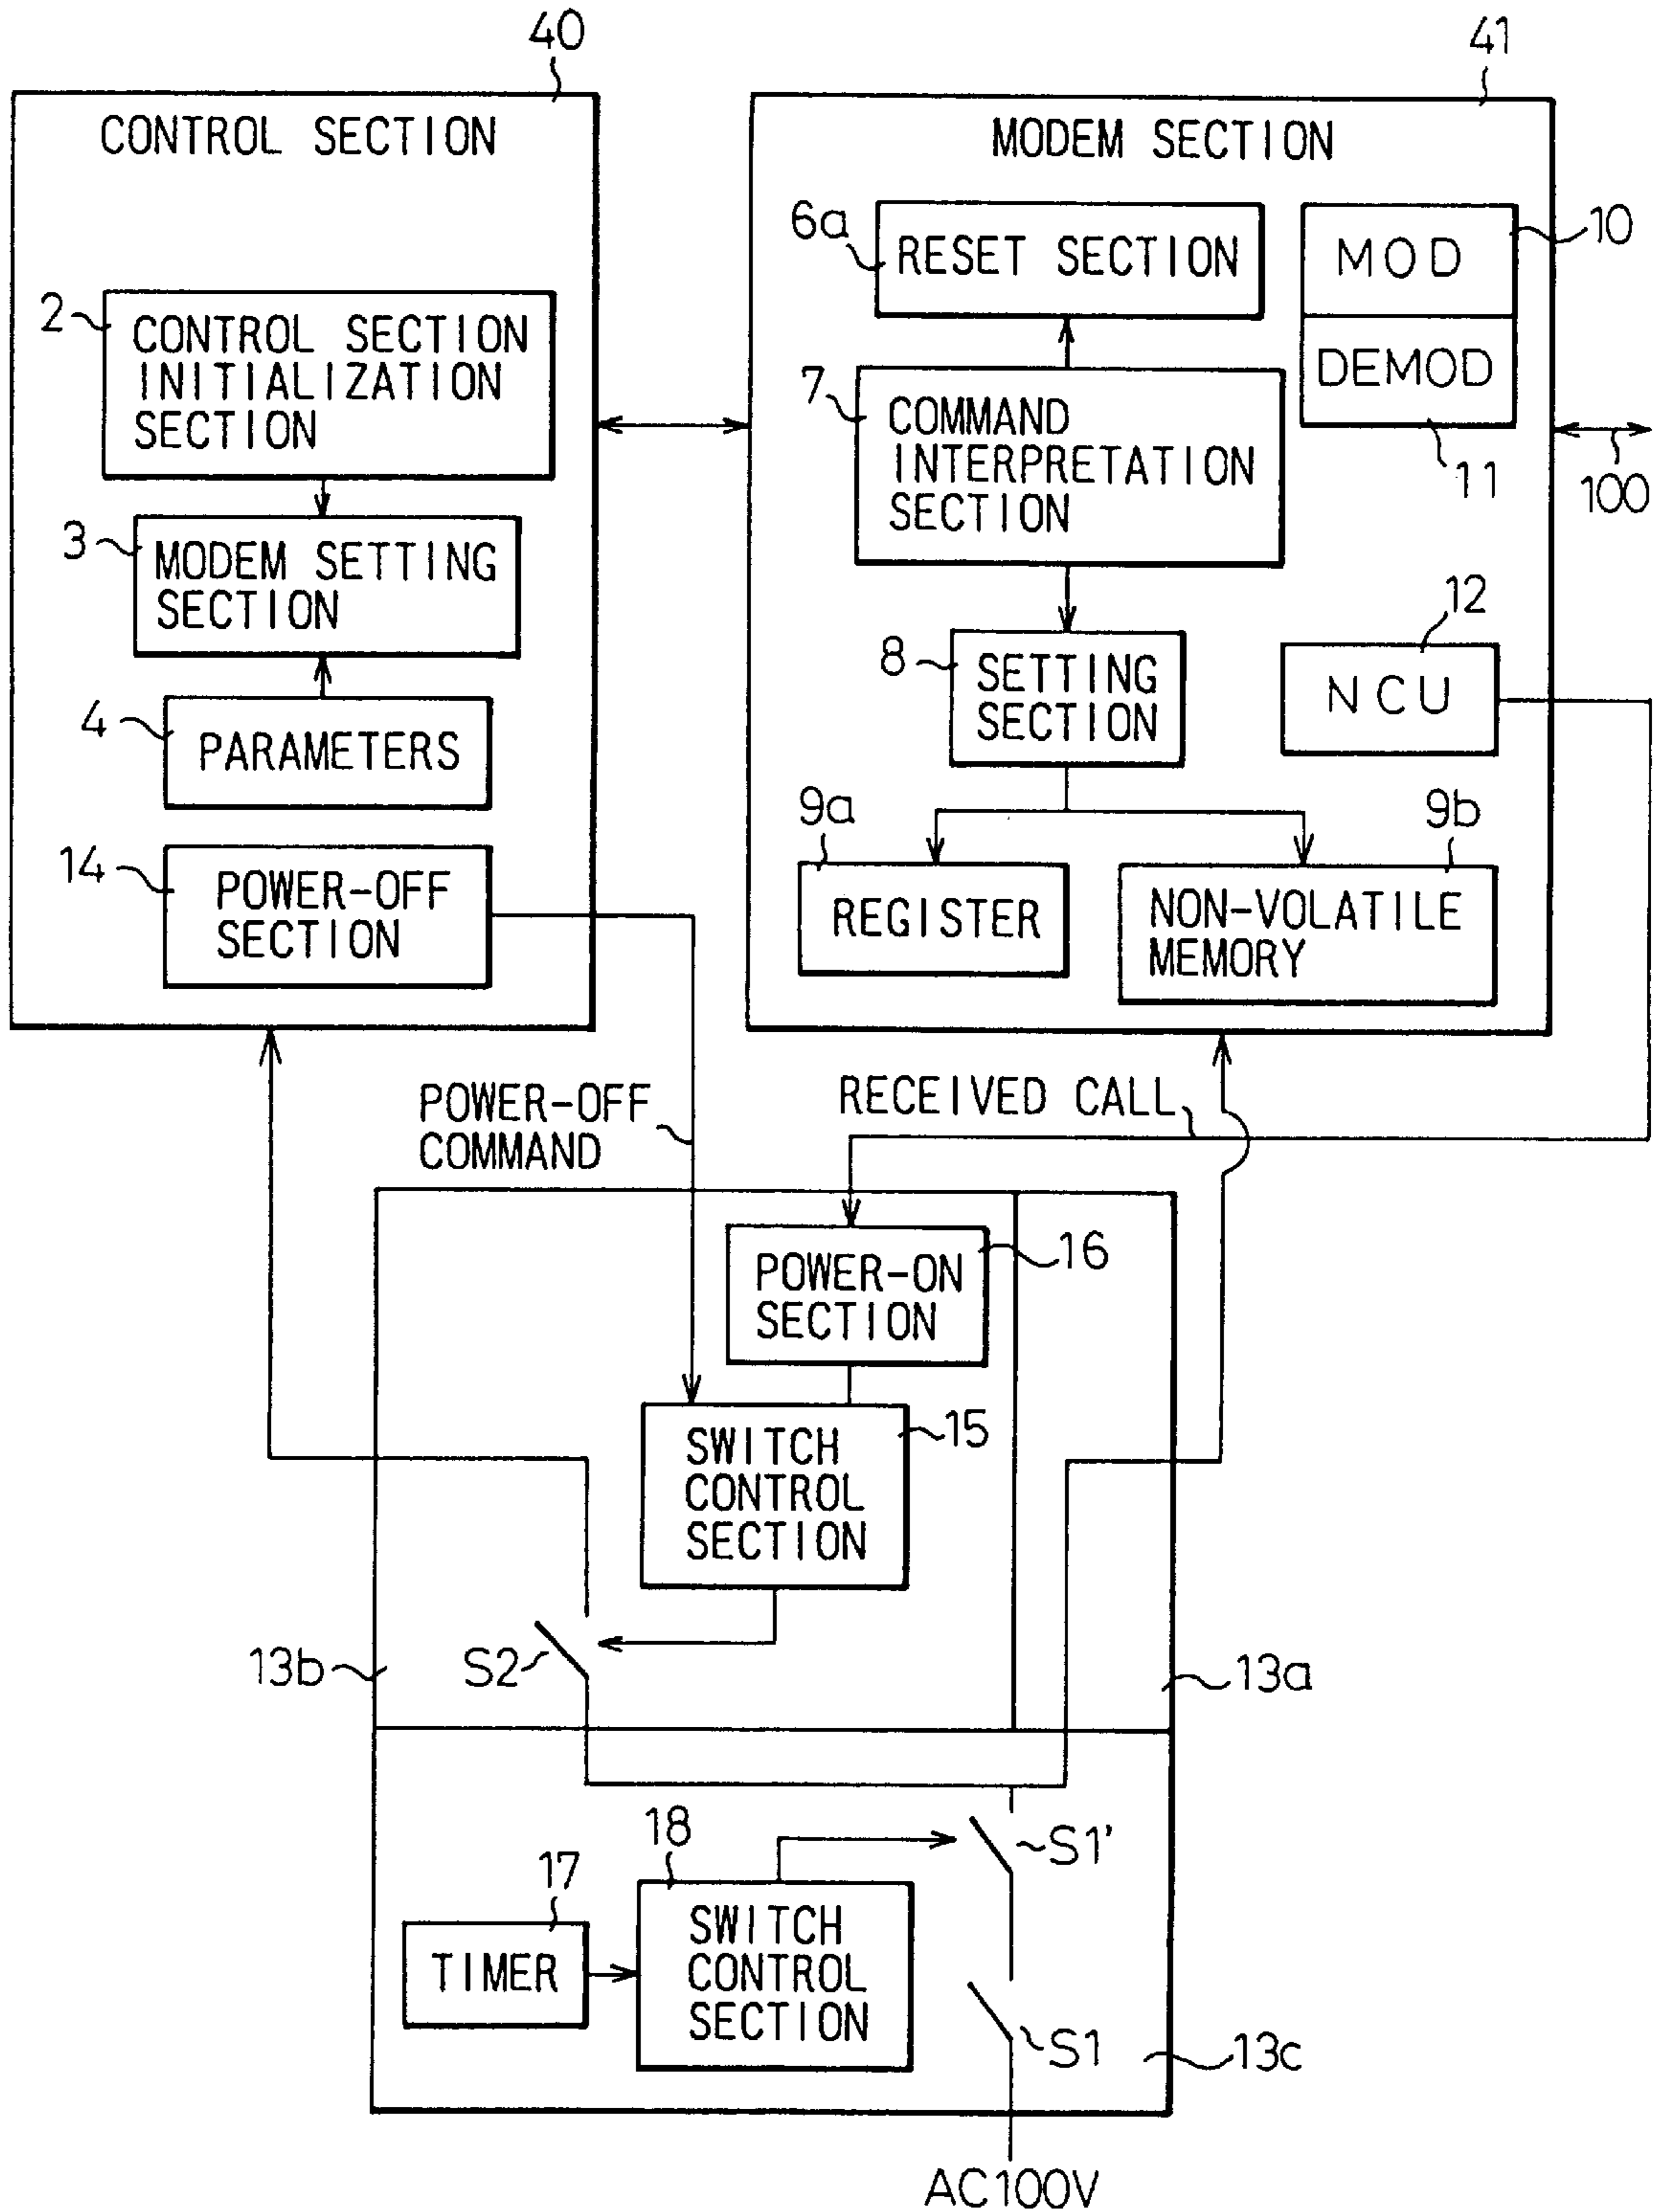 40
41
CONTROL SECTION
MODEM SECTION
6a
RESET SECTION
MOD
10
2
CONTROL SECTION
INITIALIZATION
SECTION
DEMOD
11
7
COMMAND
INTERPRETATION
SECTION
100
3
MODEM SETTING
SECTION
12
8
SETTING
SECTION
NCU
4
PARAMETERS
9a
9b
14
POWER-OFF
SECTION
REGISTER
NON-VOLATILE
MEMORY
POWER-OFF
COMMAND
RECEIVED CALL
POWER-ON
SECTION
16
SWITCH
CONTROL
SECTION
15
13b
S2
13a
18
S1'
17
TIMER
SWITCH
CONTROL
SECTION
S1
13c
AC100V